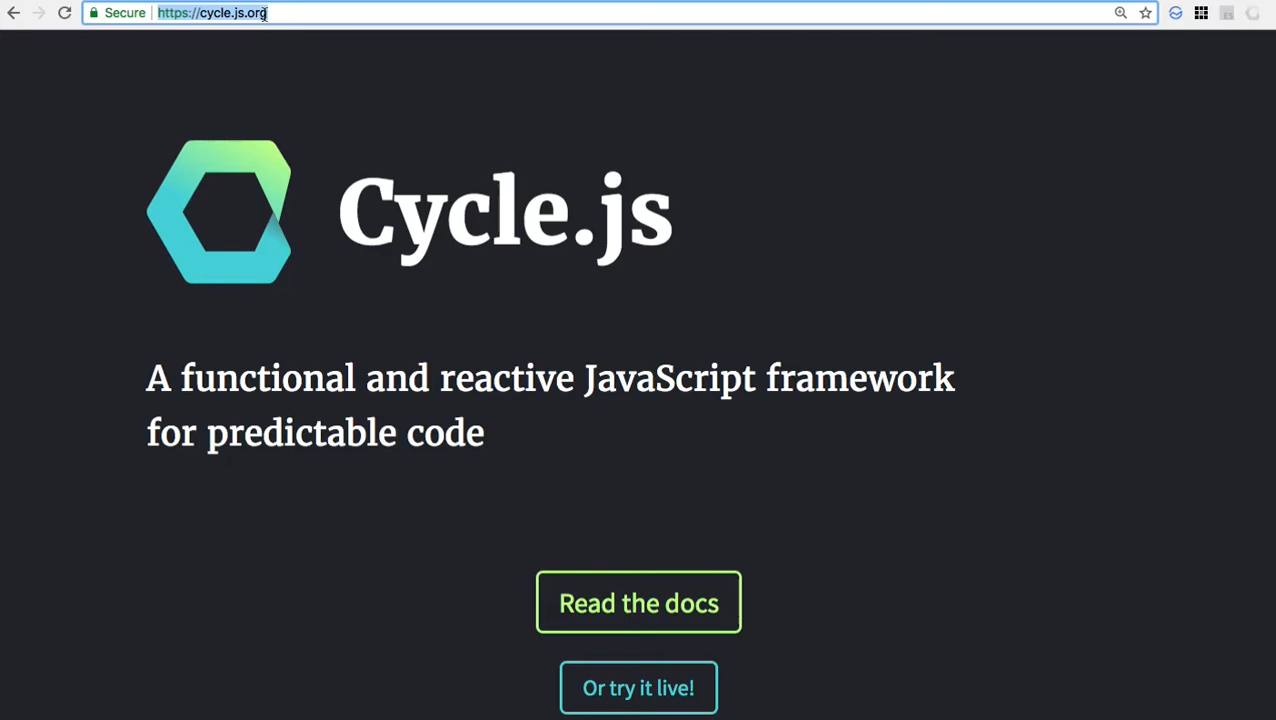 Secure https://cycle.js.org
Cycle.js
A functional and reactive JavaScript framework
for predictable code
Read the docs
Or try it live!